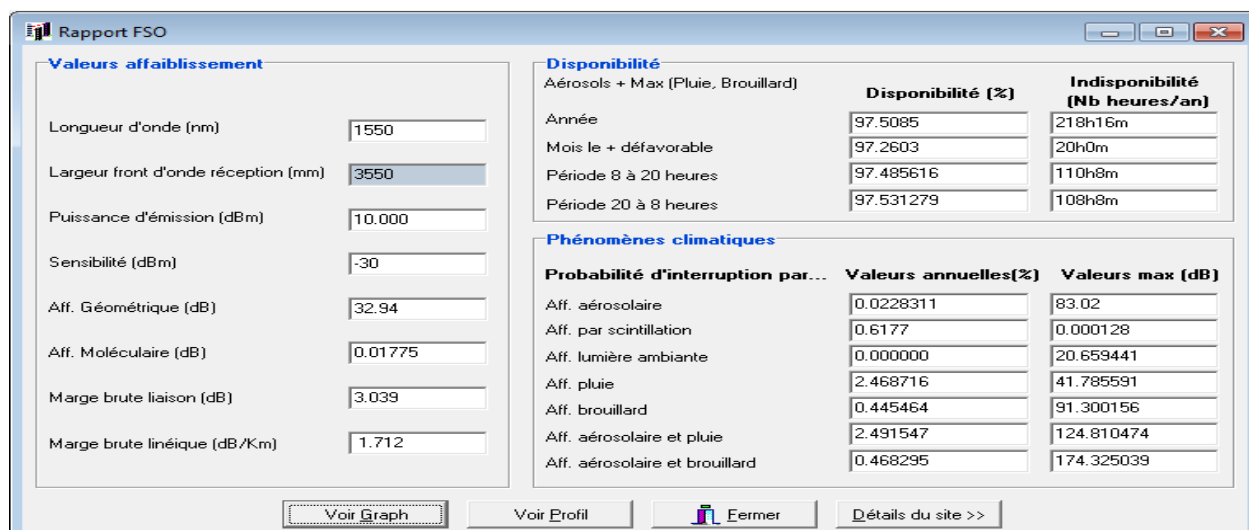 Rapport FSO
Valeurs affaiblissement
Longueur d'onde (nm) 1550
Largeur front d'onde réception (mm) 3550
Puissance d'émission (dBm) 10.000
Sensibilité (dBm) -30
Aff. Géométrique (dB) 32.94
Aff. Moléculaire (dB) 0.01775
Marge brute liaison (dB) 3.039
Marge brute linéique (dB/Km) 1.712
Disponibilité
Aérosols + Max (Pluie, Brouillard) Disponibilité (%) Indisponibilité
(Nb heures/an)
Année 97.5085 218h16m
Mois le + défavorable 97.2603 20h0m
Période 8 à 20 heures 97.485616 110h8m
Période 20 à 8 heures 97.531279 108h8m
Phénomènes climatiques
Probabilité d'interruption par... Valeurs annuelles(%) Valeurs max (dB)
Aff. aérosolaire 0.0228311 83.02
Aff. par scintillation 0.6177 0.000128
Aff. lumière ambiante 0.000000 20.659441
Aff. pluie 2.468716 41.785591
Aff. brouillard 0.445464 91.300156
Aff. aérosolaire et pluie 2.491547 124.810474
Aff. aérosolaire et brouillard 0.468295 174.325039
Voir Graph Voir Profil Fermer Détails du site >>